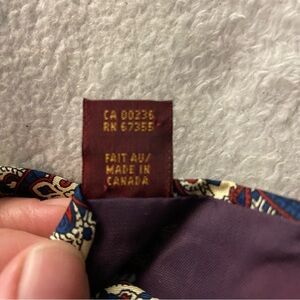 CA 00236
RN 67355
FAIT AU/
MADE IN
CANADA